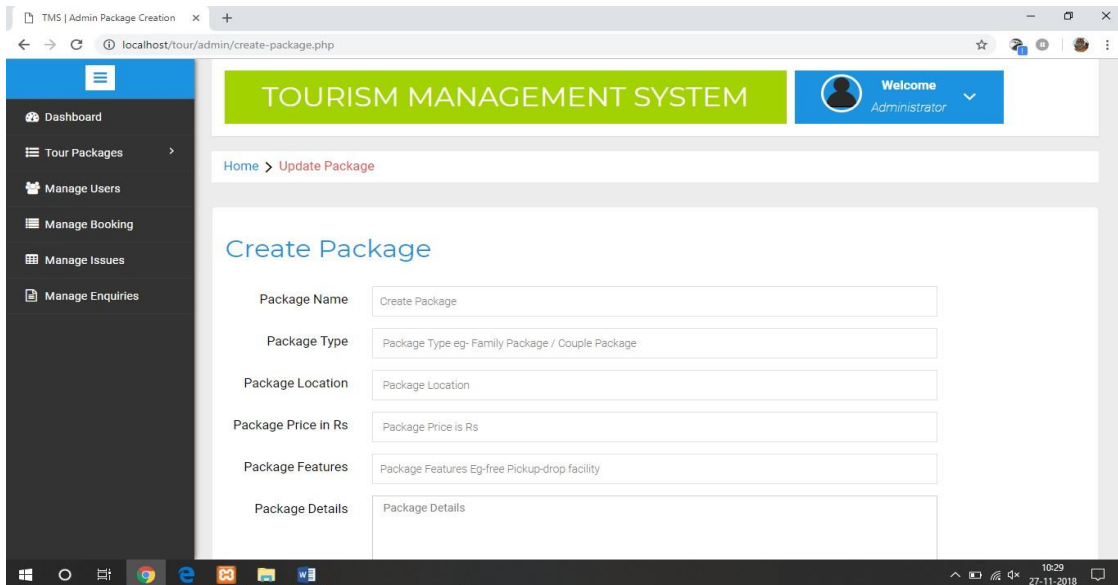 TMS | Admin Package Creation
localhost/tour/admin/create-package.php
TOURISM MANAGEMENT SYSTEM
Welcome
Administrator
Dashboard
Tour Packages
Manage Users
Manage Booking
Manage Issues
Manage Enquiries
Home > Update Package
Create Package
Package Name Create Package
Package Type Package Type eg- Family Package / Couple Package
Package Location Package Location
Package Price in Rs Package Price is Rs
Package Features Package Features Eg-free Pickup-drop facility
Package Details Package Details
10:29
27-11-2018